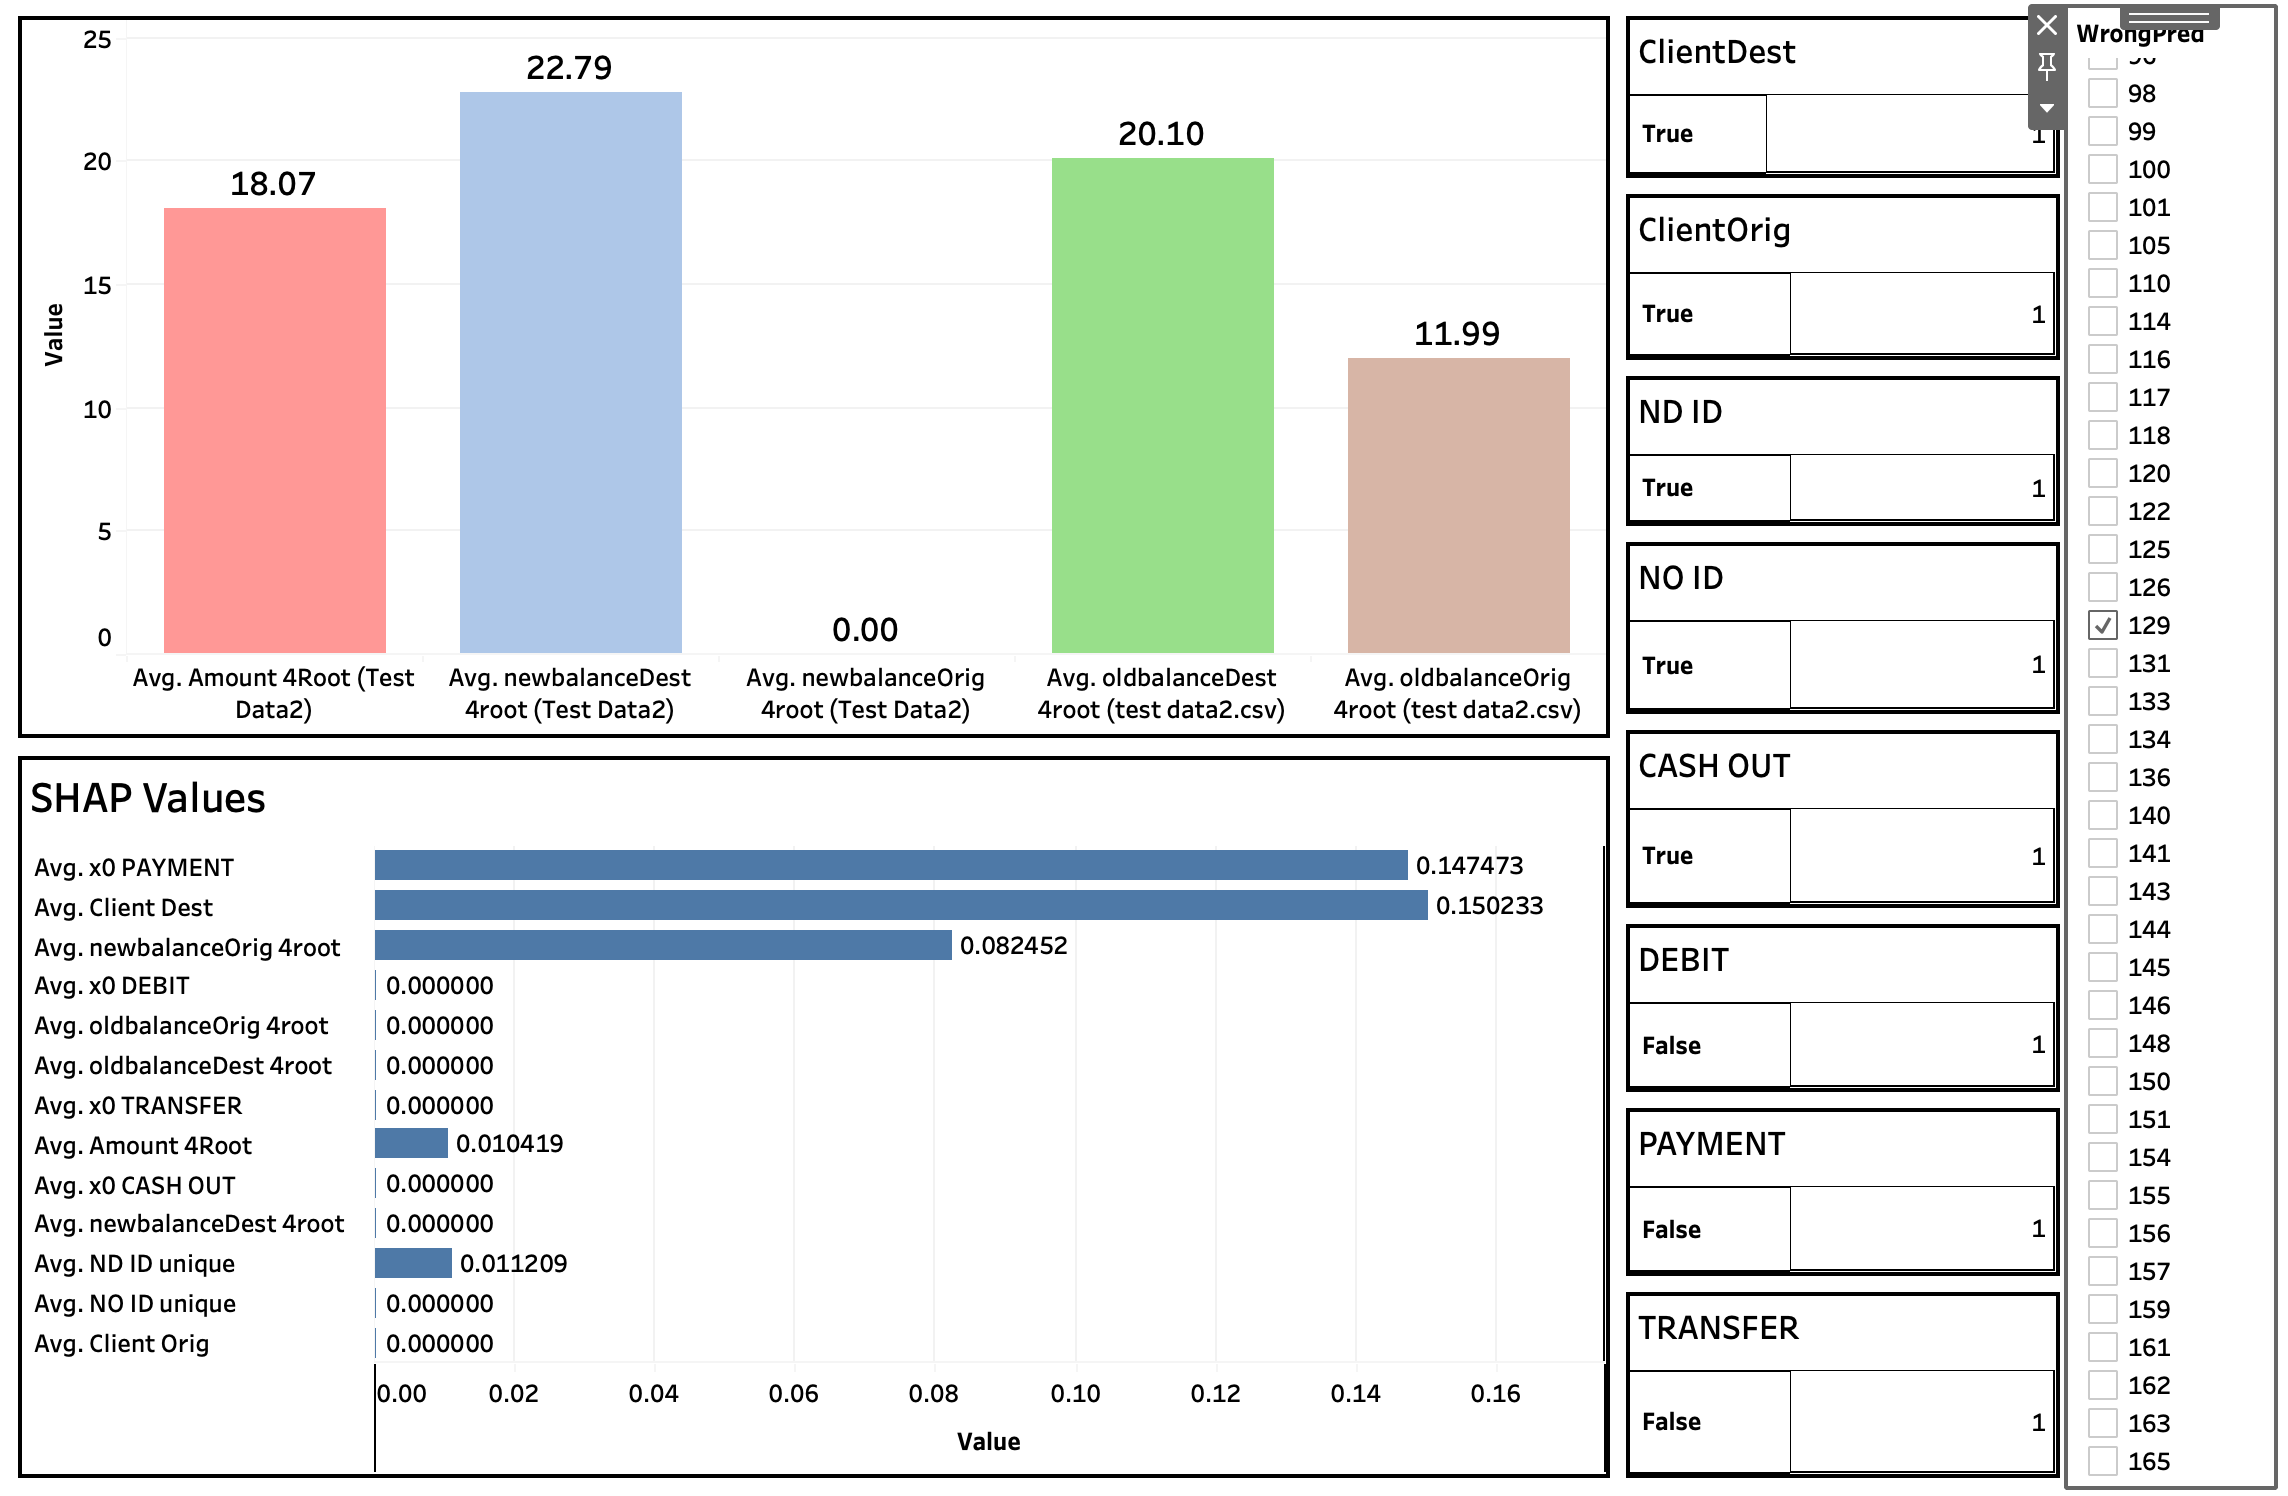 25
20
15
10
5
0
Value
18.07
22.79
0.00
20.10
11.99
Avg. Amount 4Root (Test
Data2)
Avg. newbalanceDest
4root (Test Data2)
Avg. newbalanceOrig
4root (Test Data2)
Avg. oldbalanceDest
4root (test data2.csv)
Avg. oldbalanceOrig
4root (test data2.csv)
SHAP Values
Avg. x0 PAYMENT 0.147473
Avg. Client Dest 0.150233
Avg. newbalanceOrig 4root 0.082452
Avg. x0 DEBIT 0.000000
Avg. oldbalanceOrig 4root 0.000000
Avg. oldbalanceDest 4root 0.000000
Avg. x0 TRANSFER 0.000000
Avg. Amount 4Root 0.010419
Avg. x0 CASH OUT 0.000000
Avg. newbalanceDest 4root 0.000000
Avg. ND ID unique 0.011209
Avg. NO ID unique 0.000000
Avg. Client Orig 0.000000
0.00 0.02 0.04 0.06 0.08 0.10 0.12 0.14 0.16
Value
ClientDest
True 1
ClientOrig
True 1
ND ID
True 1
NO ID
True 1
CASH OUT
True 1
DEBIT
False 1
PAYMENT
False 1
TRANSFER
False 1
WrongPred
98
99
100
101
105
110
114
116
117
118
120
122
125
126
129
131
133
134
136
140
141
143
144
145
146
148
150
151
154
155
156
157
159
161
162
163
165